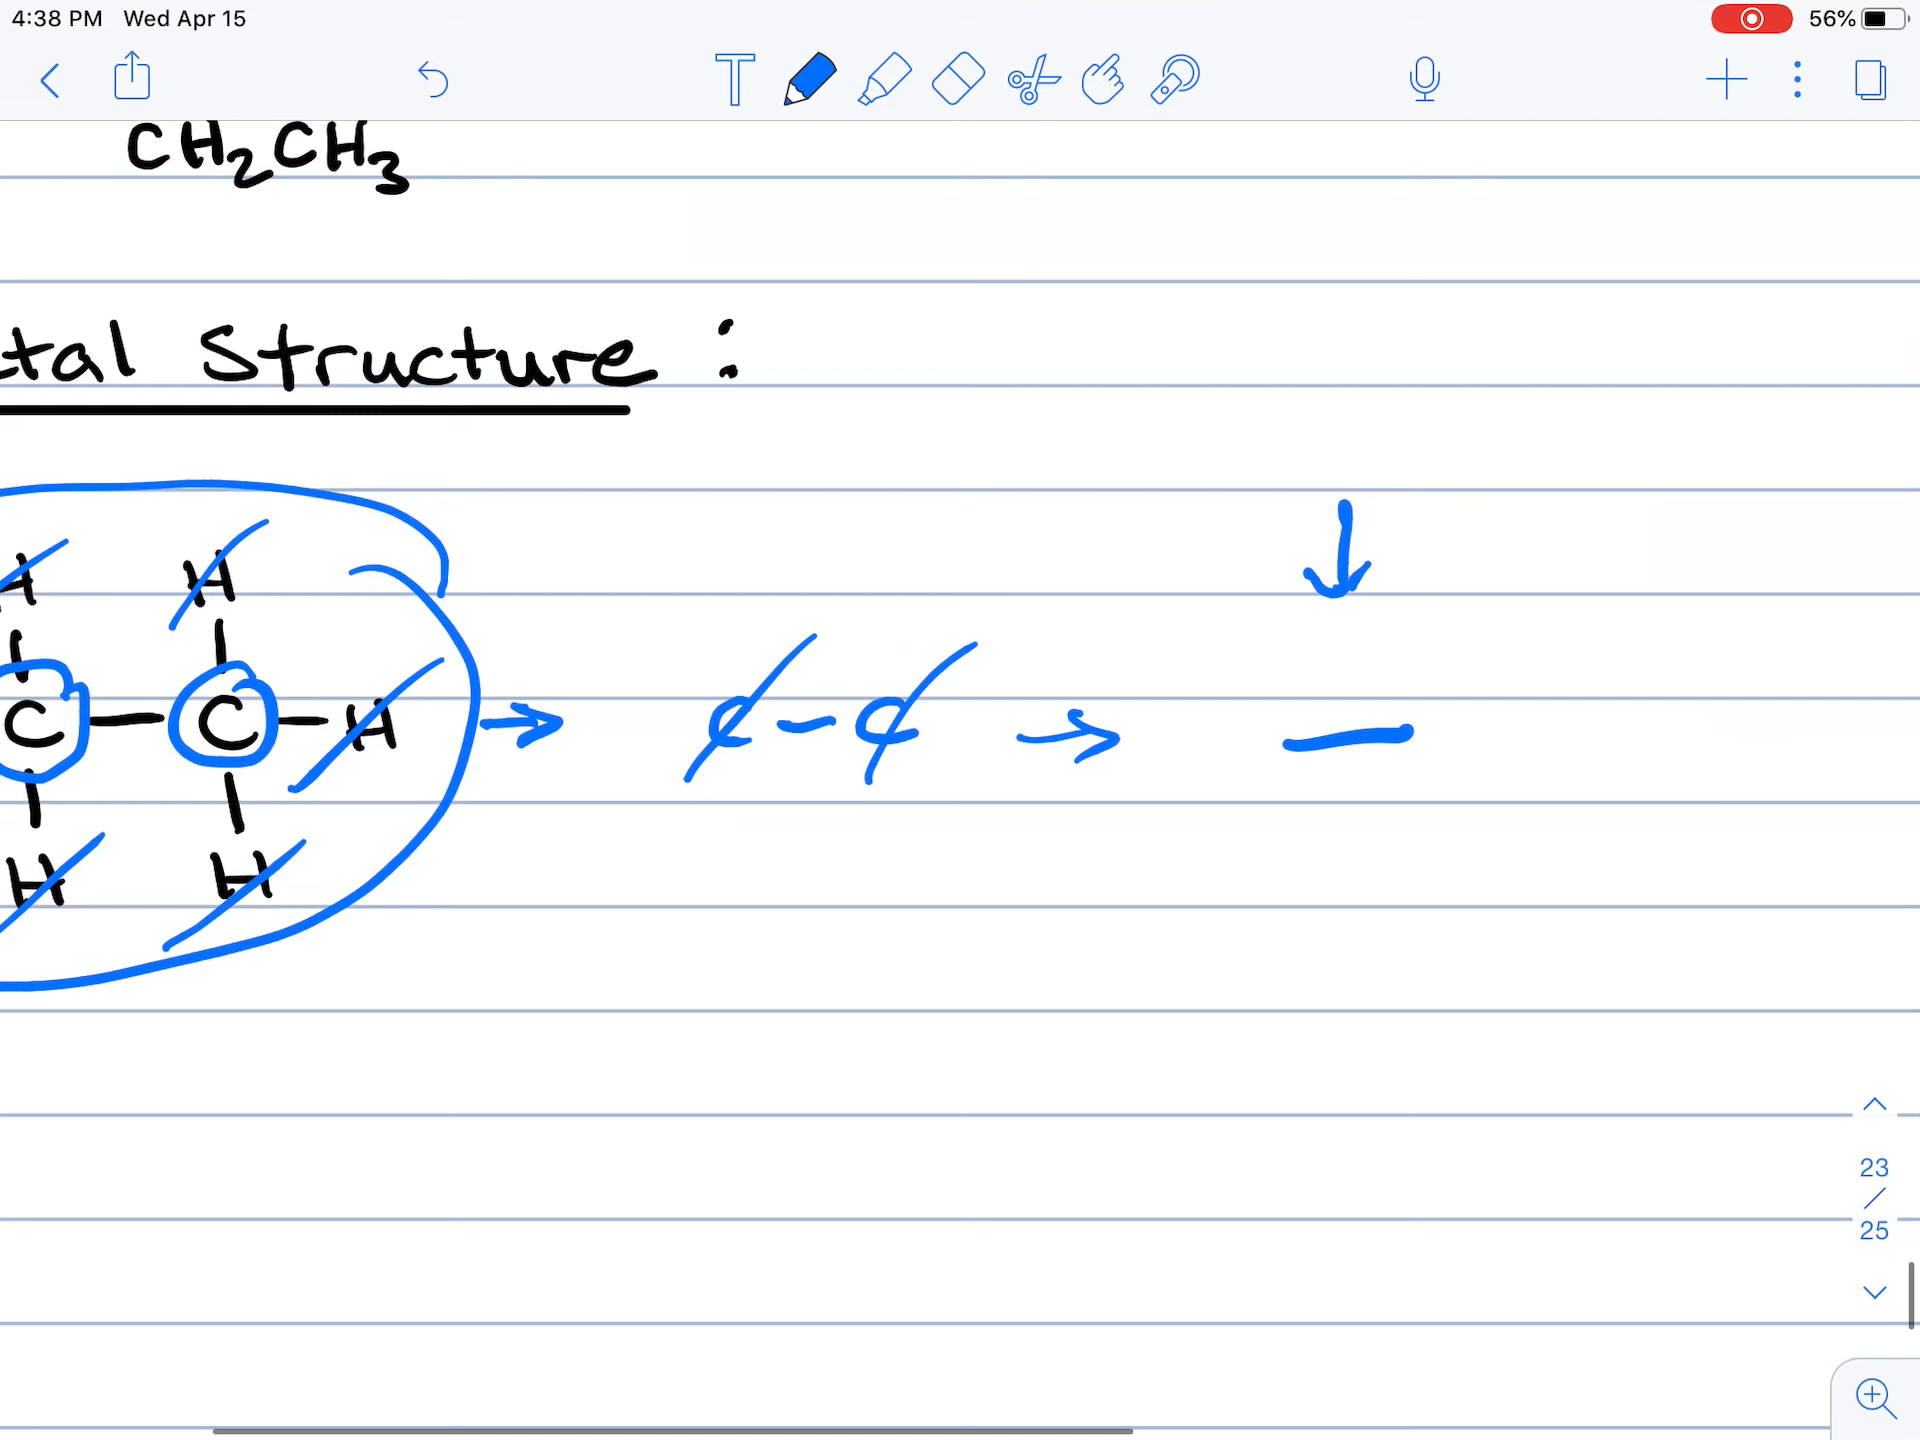 4:38 PM Wed Apr 15 56%
T
CH₂CH₃
tal Structure :
H H
C — C — H → C - C → —
H H
23
/
25